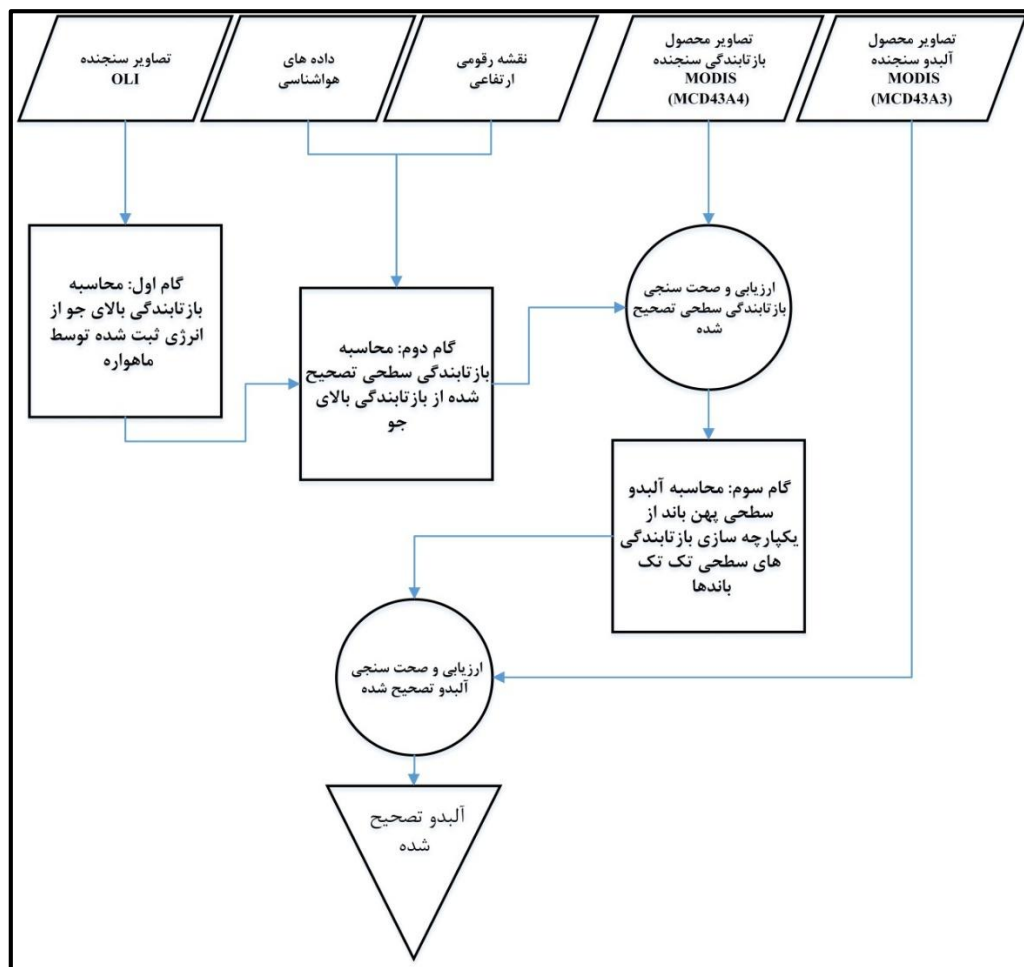 تصاویر سنجنده
OLI
داده های
هواشناسی
نقشه رقومی
ارتفاعی
تصاویر محصول
بازتابندگی سنجنده
MODIS
(MCD43A4)
تصاویر محصول
آلبدو سنجنده
MODIS
(MCD43A3)
گام اول: محاسبه
بازتابندگی بالای جو از
انرژی ثبت شده توسط
ماهواره
گام دوم: محاسبه
بازتابندگی سطحی تصحیح
شده از بازتابندگی بالای
جو
ارزیابی و صحت سنجی
بازتابندگی سطحی تصحیح
شده
گام سوم: محاسبه آلبدو
سطحی پهن باند از
یکپارچه سازی بازتابندگی
های سطحی تک تک
باندها
ارزیابی و صحت سنجی
آلبدو تصحیح شده
آلبدو تصحیح
شده